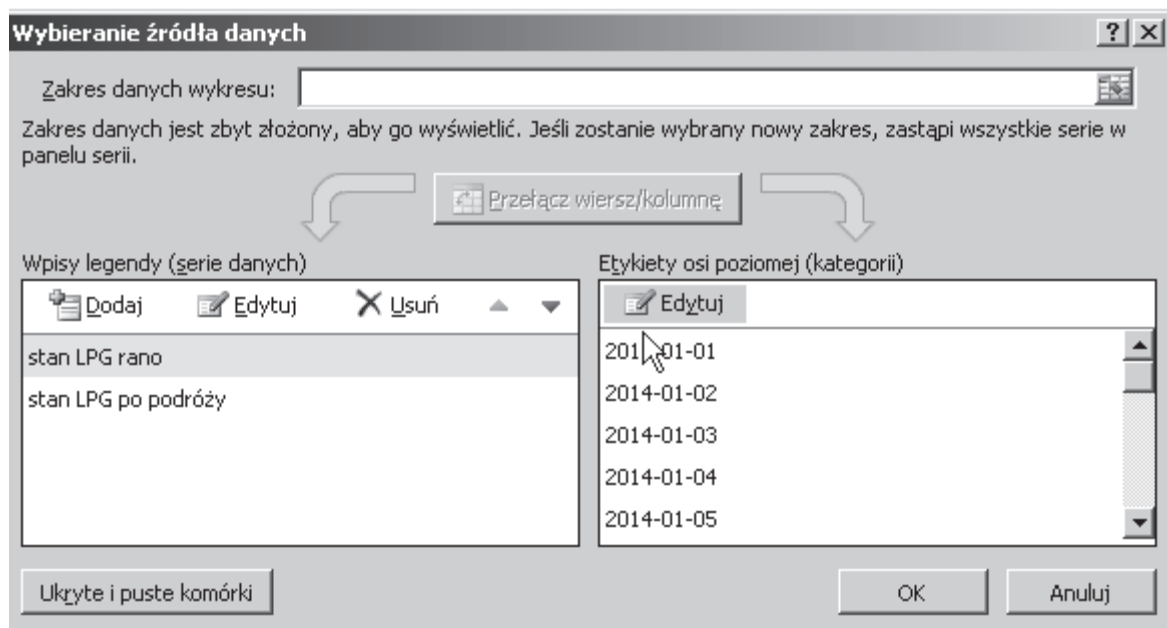 Wybieranie źródła danych
Zakres danych wykresu:
Zakres danych jest zbyt złożony, aby go wyświetlić. Jeśli zostanie wybrany nowy zakres, zastąpi wszystkie serie w
panelu serii.
Przełącz wiersz/kolumnę
Wpisy legendy (serie danych)
Etykiety osi poziomej (kategorii)
Dodaj Edytuj Usuń
Edytuj
stan LPG rano
stan LPG po podróży
2014-01-02
2014-01-03
2014-01-04
2014-01-05
Ukryte i puste komórki
OK
Anuluj